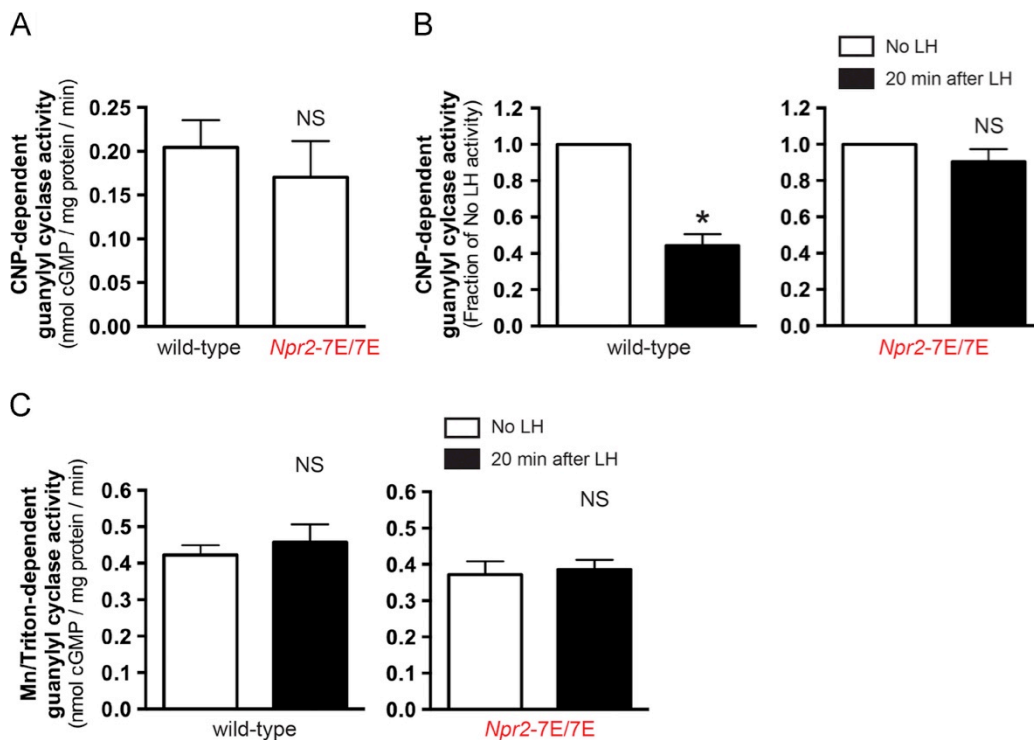 A
CNP-dependent
guanylyl cyclase activity
(nmol cGMP / mg protein / min)
0.25
0.20
0.15
0.10
0.05
0.00
NS
wild-type
Npr2-7E/7E
B
No LH
20 min after LH
CNP-dependent
guanylyl cylcase activity
(Fraction of No LH activity)
1.2
1.0
0.8
0.6
0.4
0.2
0.0
*
wild-type
1.2
1.0
0.8
0.6
0.4
0.2
0.0
NS
Npr2-7E/7E
C
No LH
20 min after LH
Mn/Triton-dependent
guanylyl cyclase activity
(nmol cGMP / mg protein / min)
0.6
0.5
0.4
0.3
0.2
0.1
0.0
NS
wild-type
0.6
0.5
0.4
0.3
0.2
0.1
0.0
NS
Npr2-7E/7E